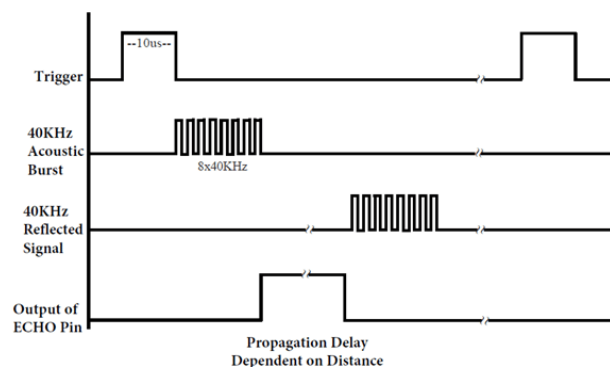 --10us--
Trigger
40KHz
Acoustic
Burst
8x40KHz
40KHz
Reflected
Signal
Output of
ECHO Pin
Propagation Delay
Dependent on Distance